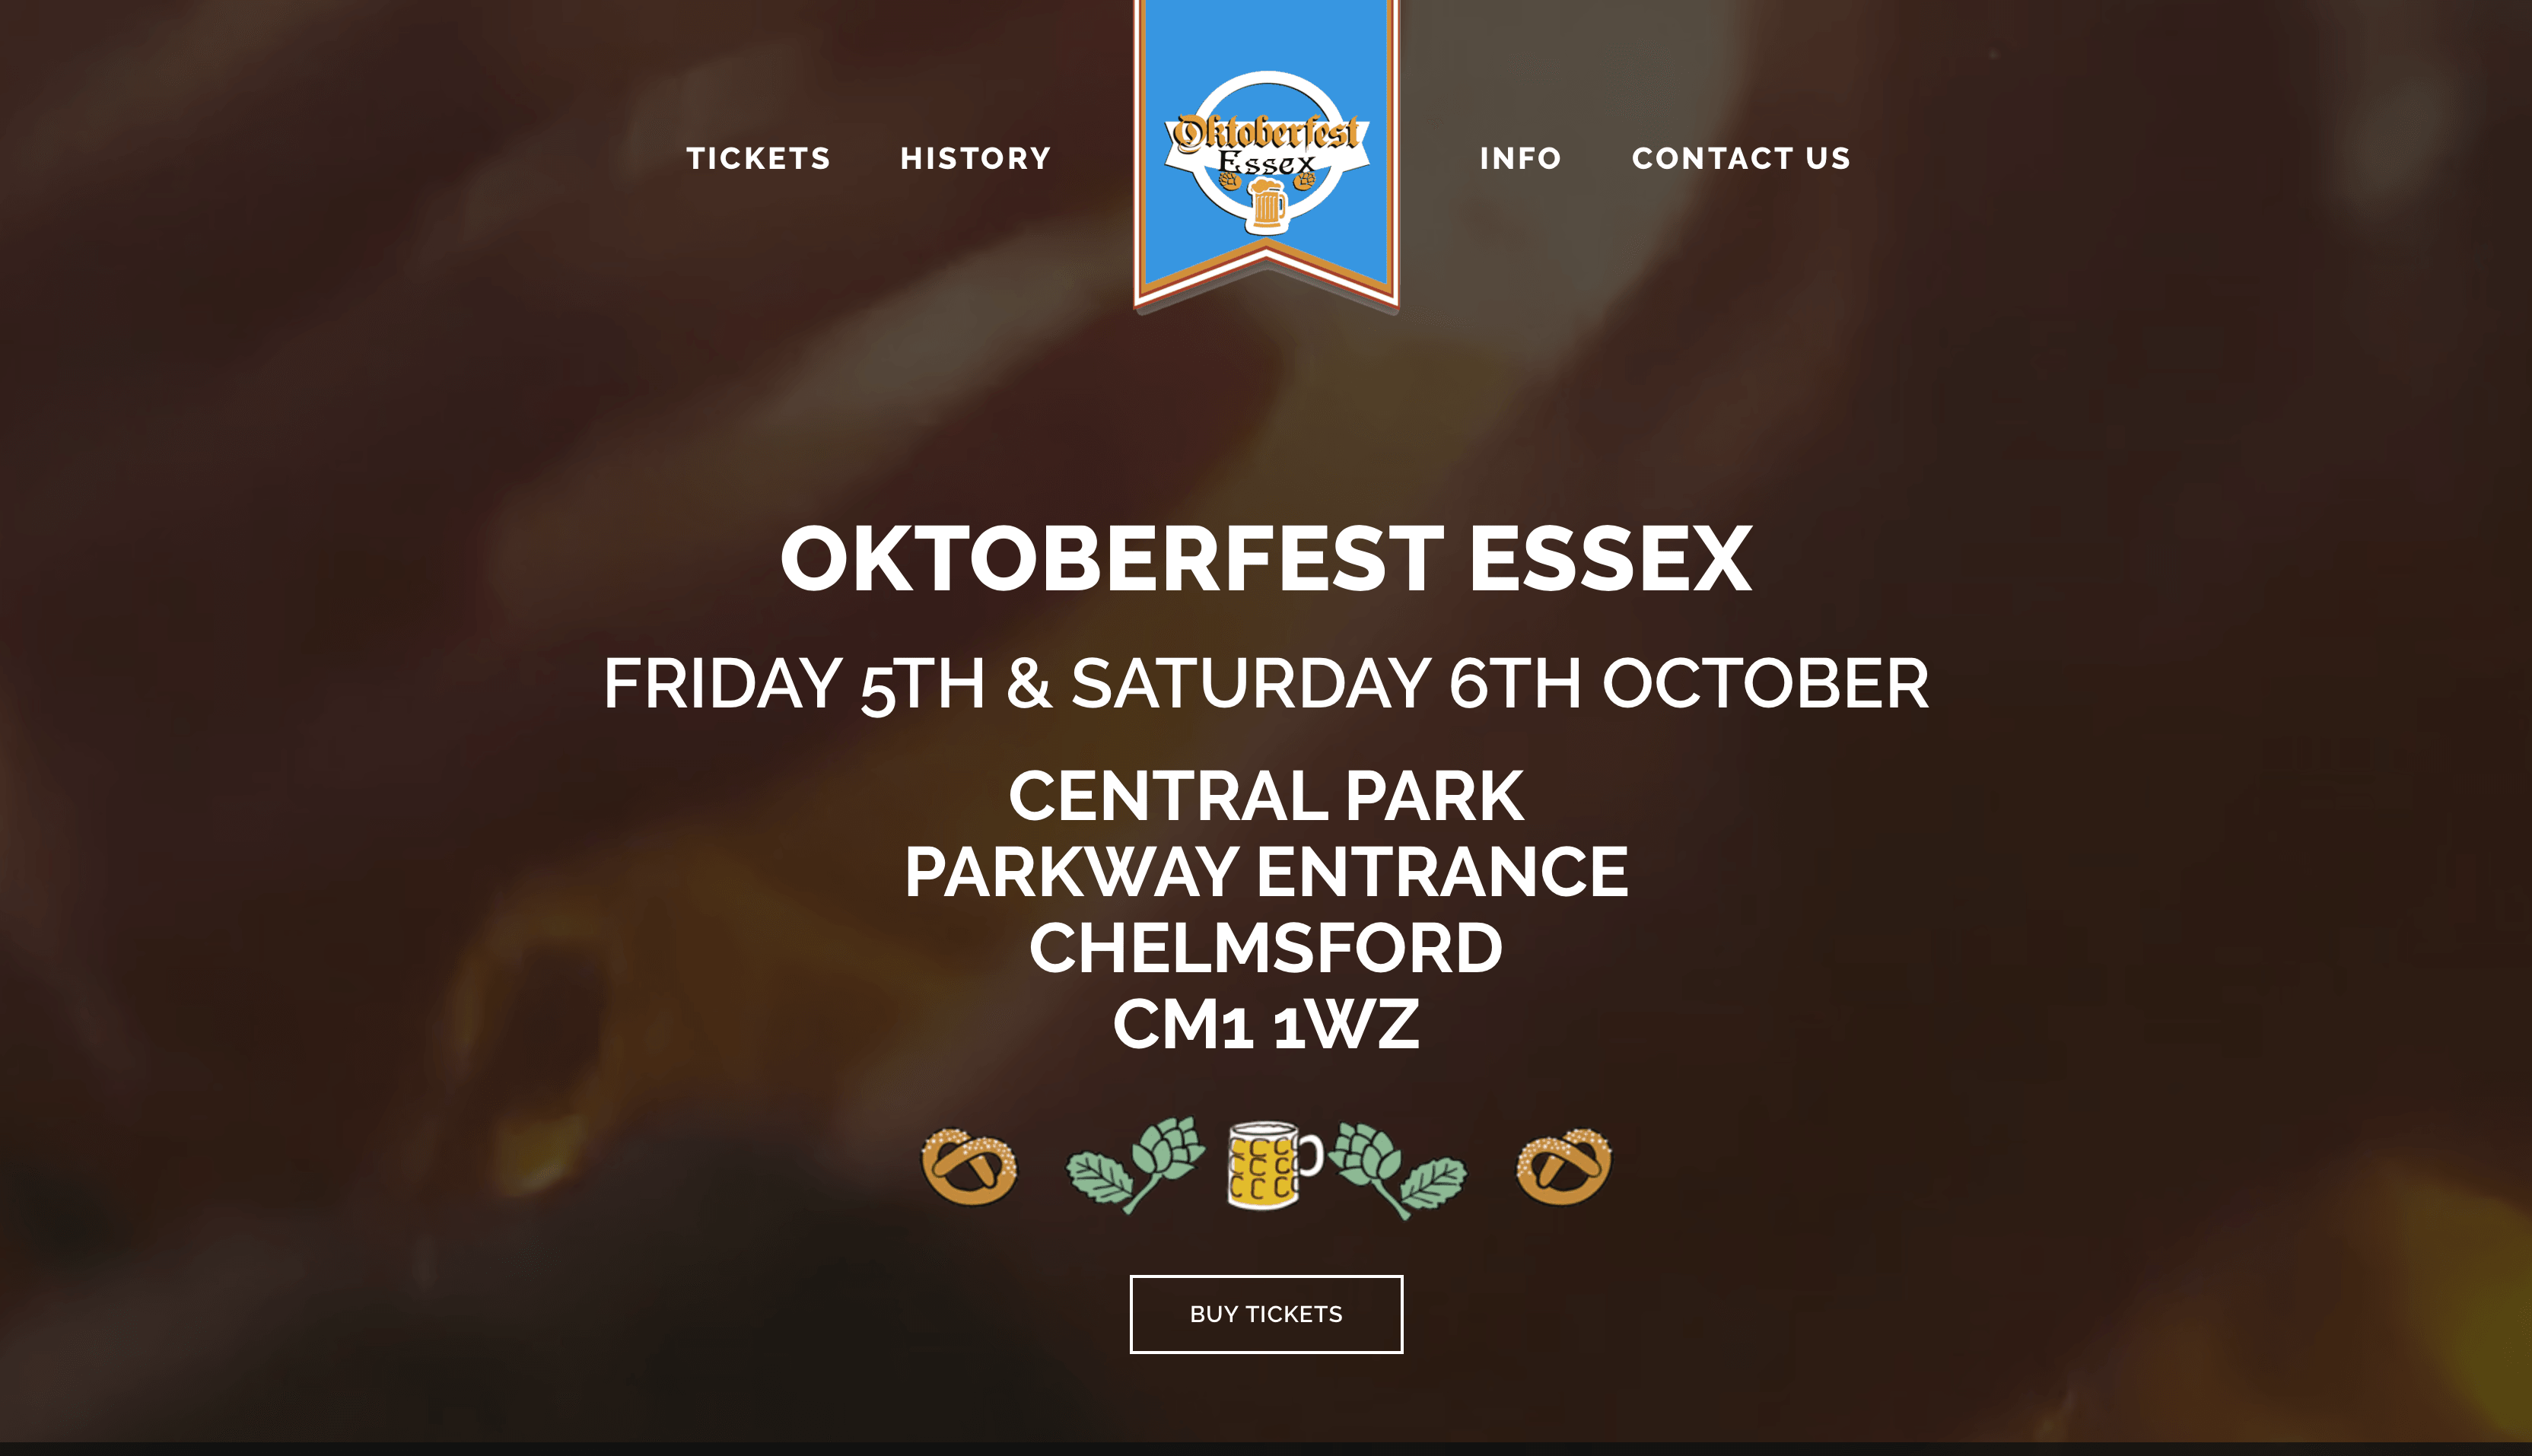 TICKETS
HISTORY
Oktoberfest
Essex
INFO
CONTACT US
OKTOBERFEST ESSEX
FRIDAY 5TH & SATURDAY 6TH OCTOBER
CENTRAL PARK
PARKWAY ENTRANCE
CHELMSFORD
CM1 1WZ
BUY TICKETS